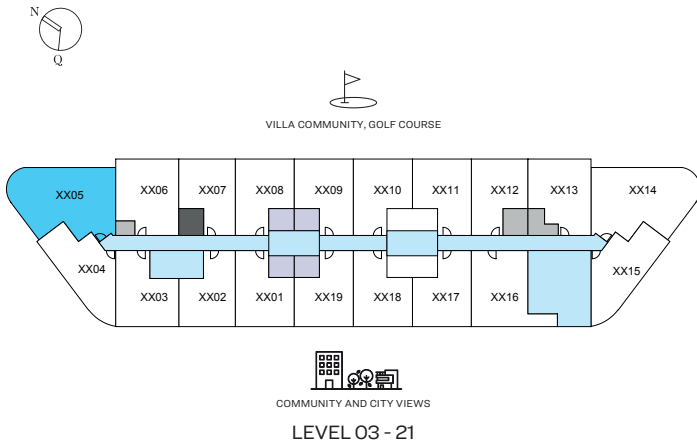 N
Q
VILLA COMMUNITY, GOLF COURSE
XX05 XX06 XX07 XX08 XX09 XX10 XX11 XX12 XX13 XX14
XX04 XX03 XX02 XX01 XX19 XX18 XX17 XX16 XX15
COMMUNITY AND CITY VIEWS
LEVEL 03 - 21